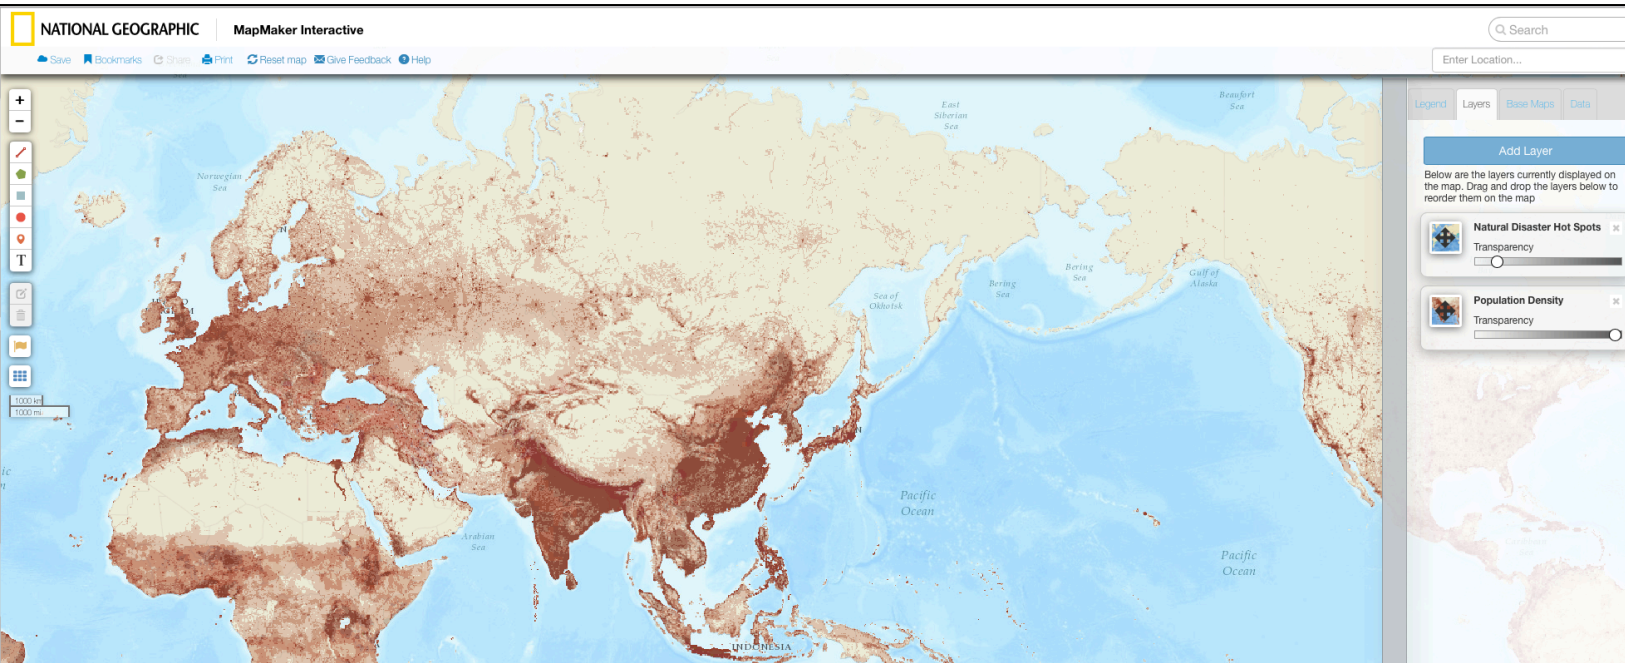 NATIONAL GEOGRAPHIC
MapMaker Interactive
Search
Save
Bookmarks
Share
Print
Reset map
Give Feedback
Help
Enter Location...
Legend
Layers
Base Maps
Data
Add Layer
Below are the layers currently displayed on
the map. Drag and drop the layers below to
reorder them on the map
Natural Disaster Hot Spots
Transparency
Population Density
Transparency
+
−
T
1000 km
1000 mi
Norwegian
Sea
East
Siberian
Sea
Beaufort
Sea
Sea of
Okhotsk
Bering
Sea
Bering
Sea
Gulf of
Alaska
Pacific
Ocean
Pacific
Ocean
Arabian
Sea
INDONESIA